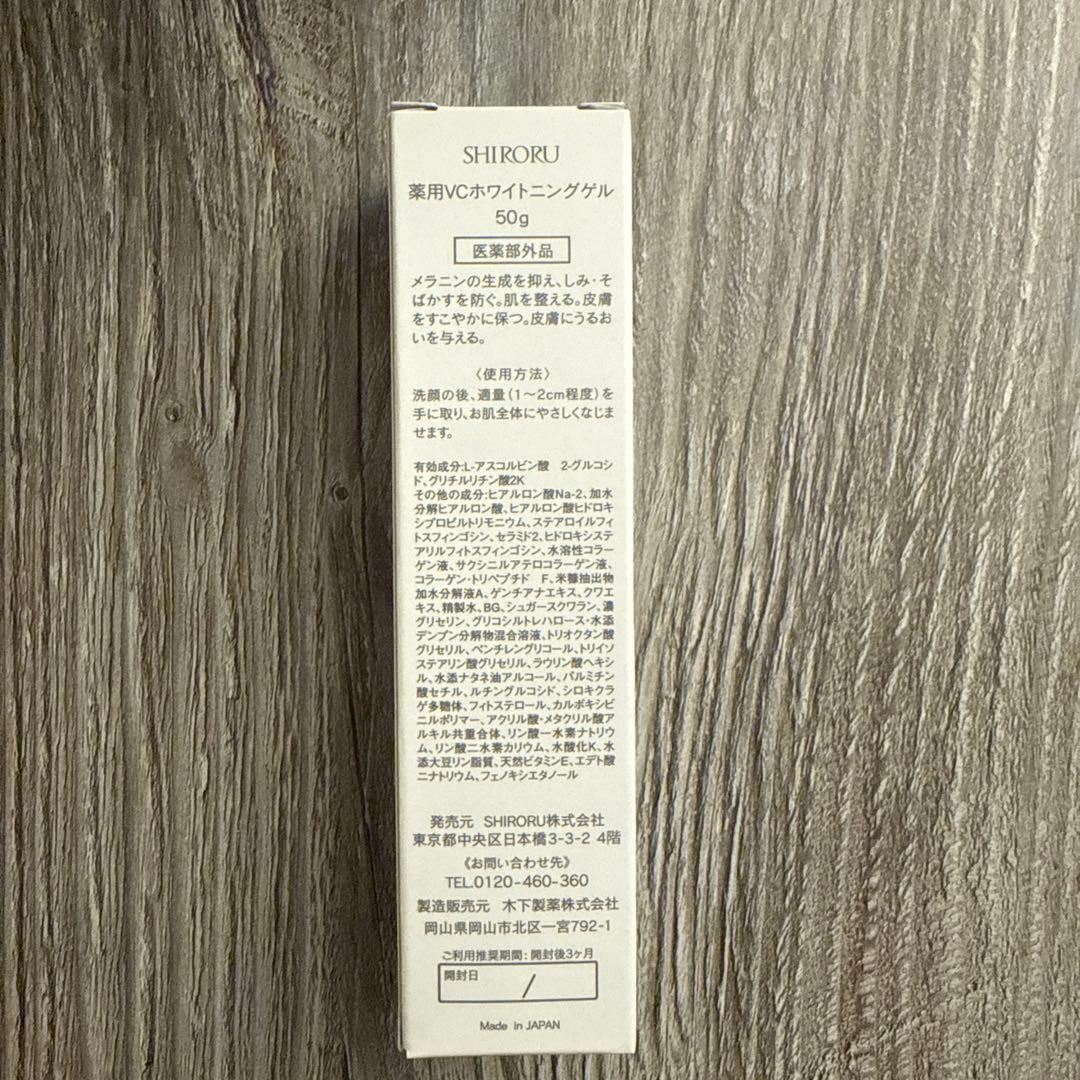 SHIRORU
薬用VCホワイトニングゲル
50g
医薬部外品
メラニンの生成を抑え、しみ・そ
ばかすを防ぐ。肌を整える。皮膚
をすこやかに保つ。皮膚にうるお
いを与える。
〈使用方法〉
洗顔の後、適量(1〜2cm程度)を
手に取り、お肌全体にやさしくなじま
せます。
有効成分:L-アスコルビン酸 2-グルコシ
ド、グリチルリチン酸2K
その他の成分:ヒアルロン酸Na-2、加水
分解ヒアルロン酸、ヒアルロン酸ヒドロキ
シプロピルトリモニウム、ステアロイルフィ
トスフィンゴシン、セラミド2、ヒドロキシステ
アリルフィトスフィンゴシン、水溶性コラー
ゲン液、サクシニルアテロコラーゲン液、
コラーゲン・トリペプチド F、米糠抽出物
加水分解液A、ゲンチアナエキス、クワエ
キス、精製水、BG、シュガースクワラン、濃
グリセリン、グリコシルトレハロース・水添
デンプン分解物混合溶液、トリオクタン酸
グリセリル、ペンチレングリコール、トリイソ
ステアリン酸グリセリル、ラウリン酸ヘキシ
ル、水添ナタネ油アルコール、パルミチン
酸セチル、ルチングルコシド、シロキクラ
ゲ多糖体、フィトステロール、カルボキシビ
ニルポリマー、アクリル酸・メタクリル酸ア
ルキル共重合体、リン酸一水素ナトリウ
ム、リン酸二水素カリウム、水酸化K、水
添大豆リン脂質、天然ビタミンE、エデト酸
二ナトリウム、フェノキシエタノール
発売元 SHIRORU株式会社
東京都中央区日本橋3-3-2 4階
《お問い合わせ先》
TEL.0120-460-360
製造販売元 木下製薬株式会社
岡山県岡山市北区一宮792-1
ご利用推奨期間:開封後3ヶ月
開封日 /
Made in JAPAN